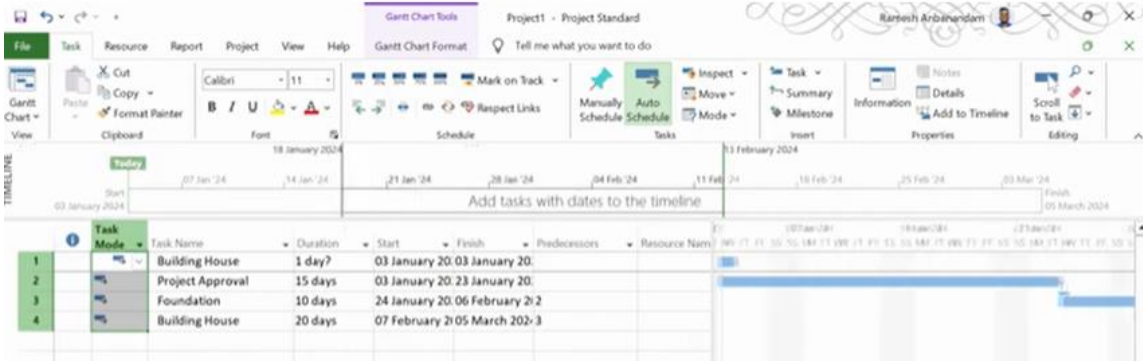 Gantt Chart Tools
Project1 - Project Standard
Ramesh Anbanandam
File Task Resource Report Project View Help Gantt Chart Format Tell me what you want to do
Gantt Chart
View
Paste
Cut
Copy
Format Painter
Clipboard
Calibri 11
B I U A
Font
Mark on Track
Respect Links
Schedule
Manually Schedule
Auto Schedule
Inspect
Move
Mode
Tasks
Task
Summary
Milestone
Insert
Information
Notes
Details
Add to Timeline
Properties
Scroll to Task
Editing
TIMELINE
18 January 2024 13 February 2024
Today
07 Jan '24 14 Jan '24 21 Jan '24 28 Jan '24 04 Feb '24 11 Feb '24 18 Feb '24 25 Feb '24 03 Mar '24
Start
03 January 2024
Add tasks with dates to the timeline
Finish
05 March 2024
Task Mode Task Name Duration Start Finish Predecessors Resource Nam
1 Building House 1 day? 03 January 20 03 January 20
2 Project Approval 15 days 03 January 20 23 January 20
3 Foundation 10 days 24 January 20 06 February 2 2
4 Building House 20 days 07 February 2 05 March 202 3